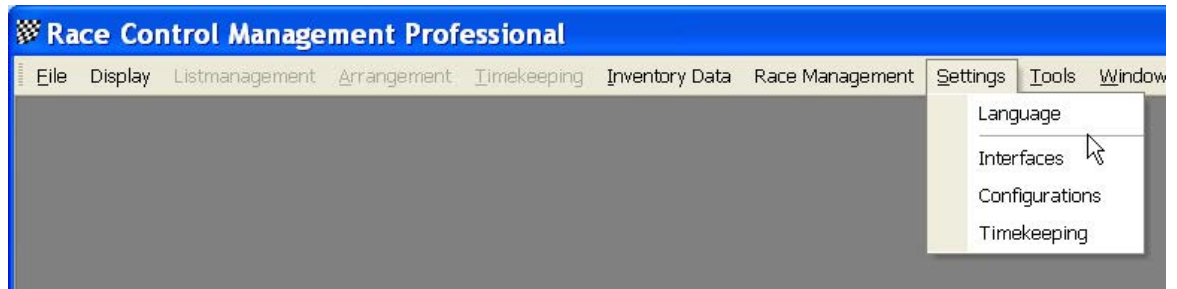 Race Control Management Professional
File Display Listmanagement Arrangement Timekeeping Inventory Data Race Management Settings Tools Window
Language
Interfaces
Configurations
Timekeeping